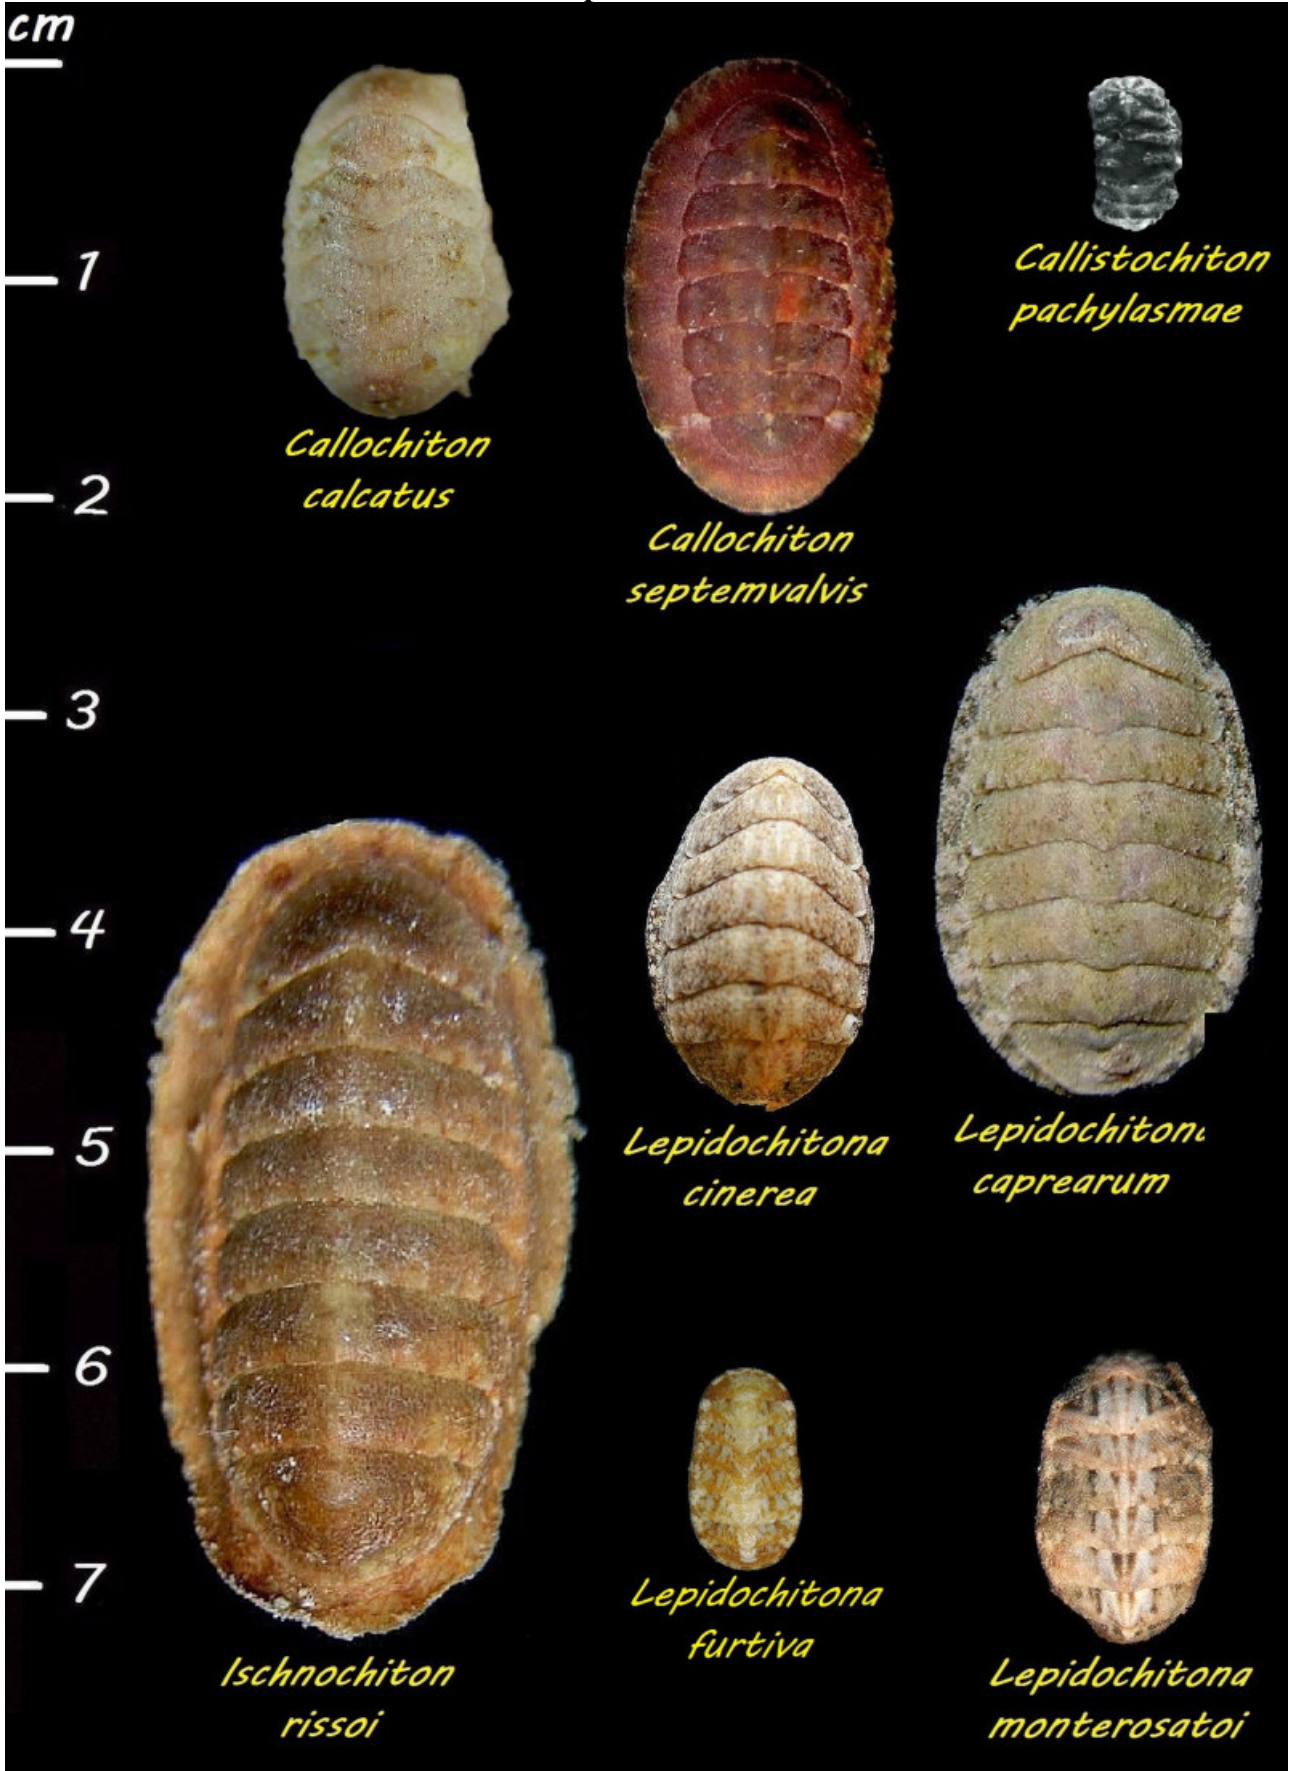 cm
1
2
3
4
5
6
7
Callochiton
calcatus
Callochiton
septemvalvis
Callistochiton
pachylasmae
Lepidochitona
cinerea
Lepidochitona
caprearum
Ischnochiton
rissoi
Lepidochitona
furtiva
Lepidochitona
monterosatoi